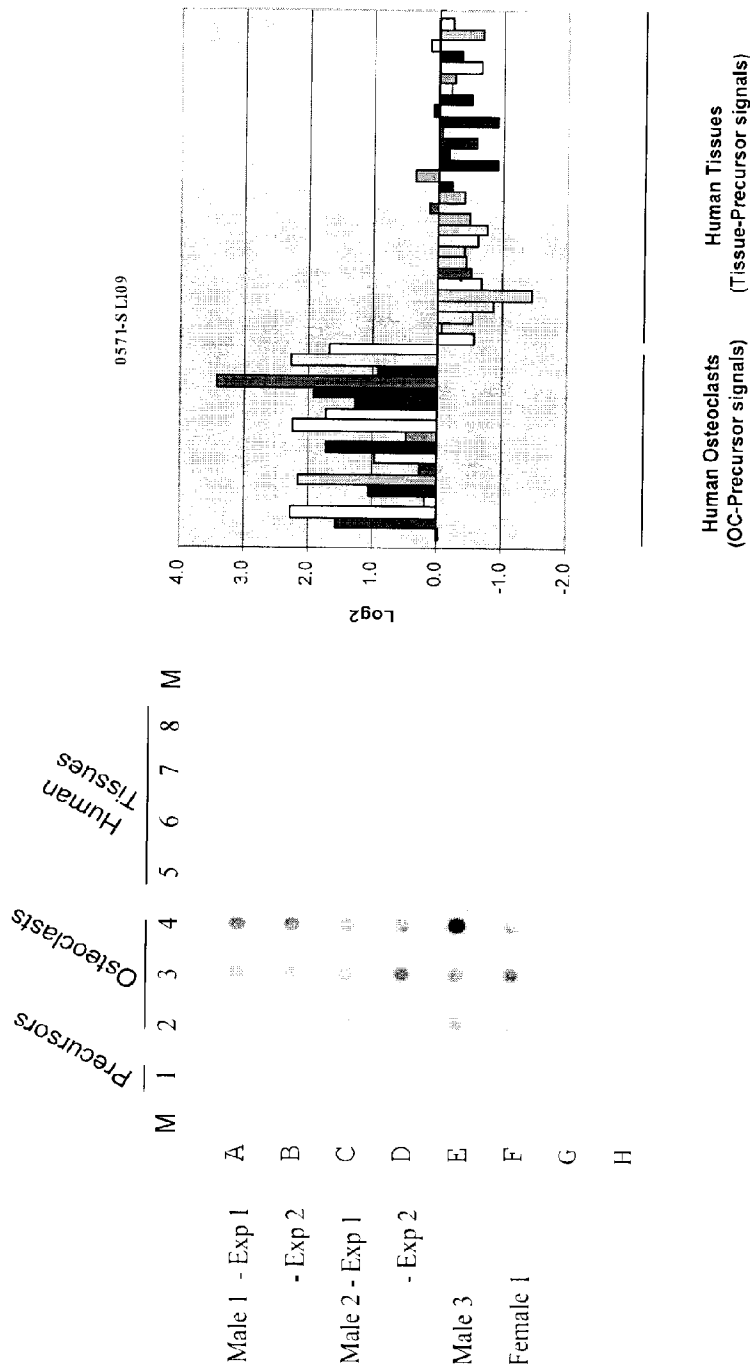 Precursors
Osteoclasts
Human
Tissues
M 1 2 3 4 5 6 7 8 M
Male 1 - Exp 1 A
- Exp 2 B
Male 2 - Exp 1 C
- Exp 2 D
Male 3 E
Female 1 F
G
H
0571-SL109
4.0
3.0
2.0
1.0
0.0
-1.0
-2.0
Log2
Human Osteoclasts
(OC-Precursor signals)
Human Tissues
(Tissue-Precursor signals)